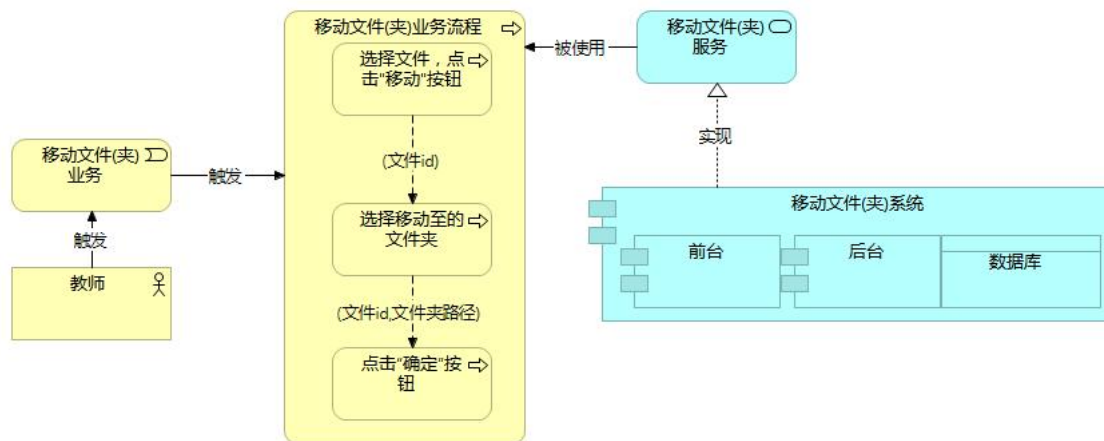 移动文件(夹)业务流程
选择文件，点
击“移动”按钮
(文件id)
选择移动至的
文件夹
(文件id,文件夹路径)
点击“确定”按
钮
移动文件(夹)
业务
触发
触发
教师
被使用
移动文件(夹)
服务
实现
移动文件(夹)系统
前台
后台
数据库